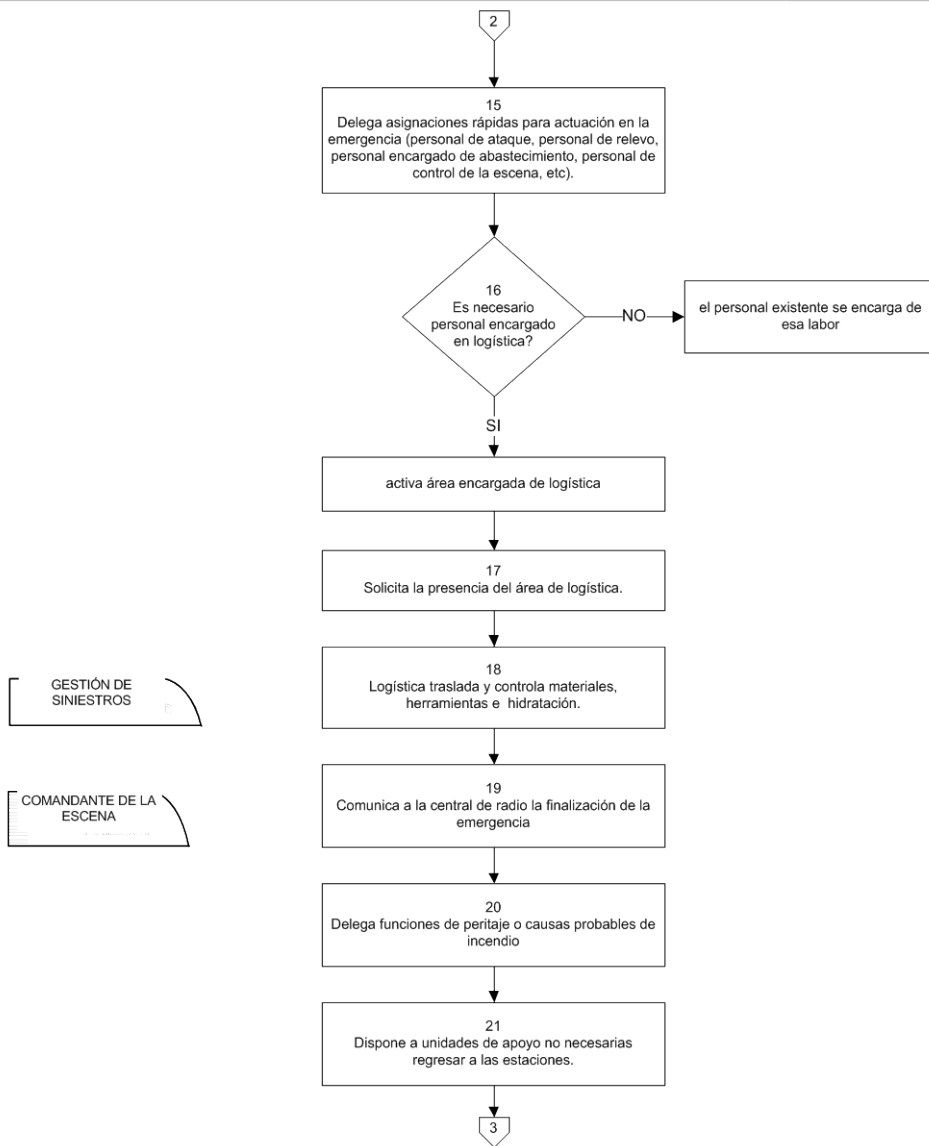 2
15
Delega asignaciones rápidas para actuación en la
emergencia (personal de ataque, personal de relevo,
personal encargado de abastecimiento, personal de
control de la escena, etc).
16
Es necesario
personal encargado
en logística?
NO
el personal existente se encarga de
esa labor
SI
activa área encargada de logística
17
Solicita la presencia del área de logística.
GESTIÓN DE
SINIESTROS
18
Logística traslada y controla materiales,
herramientas e hidratación.
COMANDANTE DE LA
ESCENA
19
Comunica a la central de radio la finalización de la
emergencia
20
Delega funciones de peritaje o causas probables de
incendio
21
Dispone a unidades de apoyo no necesarias
regresar a las estaciones.
3